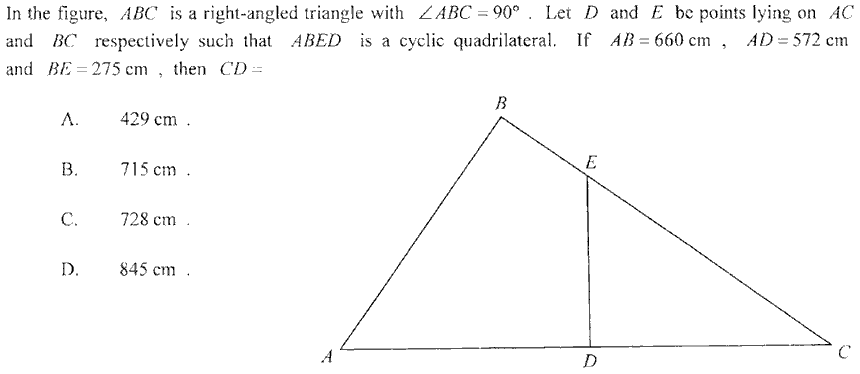 In the figure, ABC is a right-angled triangle with ∠ABC = 90° . Let D and E be points lying on AC
and BC respectively such that ABED is a cyclic quadrilateral. If AB = 660 cm , AD = 572 cm
and BE = 275 cm , then CD =
A. 429 cm .
B. 715 cm .
C. 728 cm .
D. 845 cm .
B
E
A
D
C